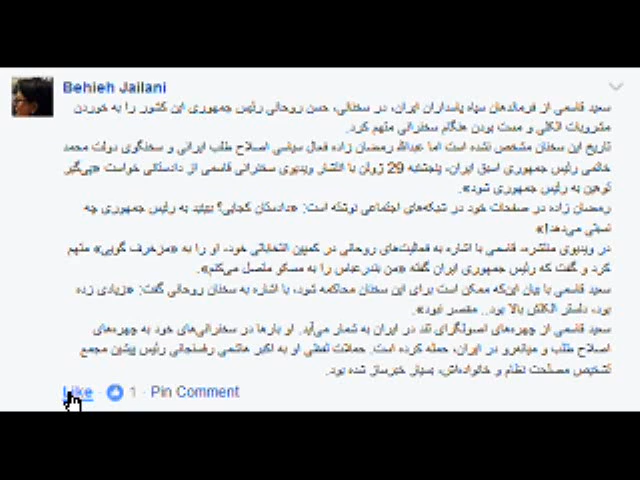 Behieh Jailani
سعید قاسمی از فرماندهان سپاه پاسداران ایران، در سخنانی، حسن روحانی رئیس جمهوری این کشور را به خوردن
مشروبات الکلی و مست بودن هنگام سخنرانی متهم کرد.
تاریخ این سخنان مشخص نشده است اما عبدالله رمضان زاده فعال سیاسی اصلاح طلب ایرانی و سخنگوی دولت محمد
خاتمی رئیس جمهوری اسبق ایران، پنجشنبه 29 ژوان با انتشار ویدیوی سخنرانی قاسمی از دادستانی خواست «پی‌گیر
توهین به رئیس جمهوری شود».
رمضان زاده در صفحات خود در شبکه‌های اجتماعی نوشته است: «دادستان کجایی؟ ببینید به رئیس جمهوری چه
نسبتی می‌دهد!»
در ویدیوی منتشره، قاسمی با اشاره به فعالیت‌های روحانی در کمپین انتخاباتی خود، او را به «مزخرف گویی» متهم
کرد و گفت که رئیس جمهوری ایران گفته «من بندرعباس را به مسکو متصل می‌کنم».
سعید قاسمی با بیان این‌که ممکن است برای این سخنان محاکمه شود، با اشاره به سخنان روحانی گفت: «زیادی زده
بود، دلستر الکلش بالا بود.. مقصر نبود».
سعید قاسمی از چهره‌های اصولگرای تند در ایران به شمار می‌آید. او بارها در سخنرانی‌های خود به چهره‌های
اصلاح طلب و میانه‌رو در ایران، حمله کرده است. حملات لفظی او به اکبر هاشمی رفسنجانی رئیس پیشین مجمع
تشخیص مصلحت نظام و خانواده‌اش، بسیار خبرساز شده بود.
Like · 1 · Pin Comment